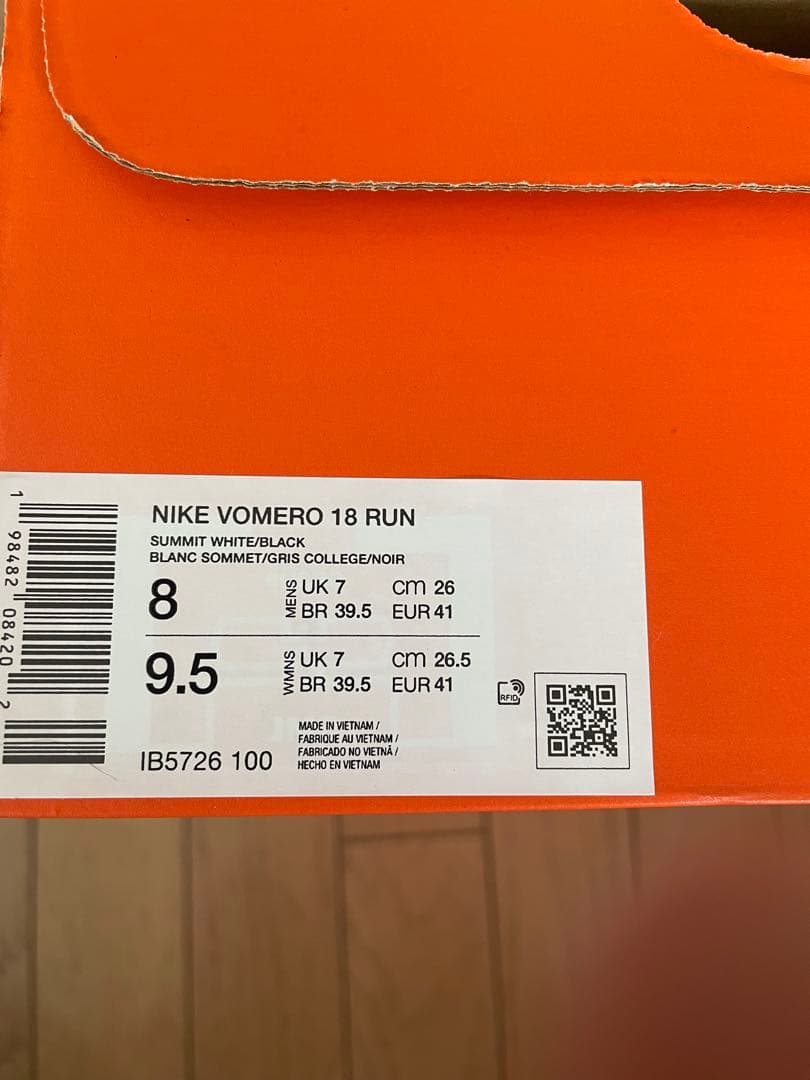 NIKE VOMERO 18 RUN
SUMMIT WHITE/BLACK
BLANC SOMMET/GRIS COLLEGE/NOIR
8 MENS UK 7 cm 26
BR 39.5 EUR 41
9.5 WMNS UK 7 cm 26.5
BR 39.5 EUR 41
RFID
MADE IN VIETNAM /
FABRIQUE AU VIETNAM /
FABRICADO NO VIETNÃ /
HECHO EN VIETNAM
IB5726 100
1 98482 08420 2